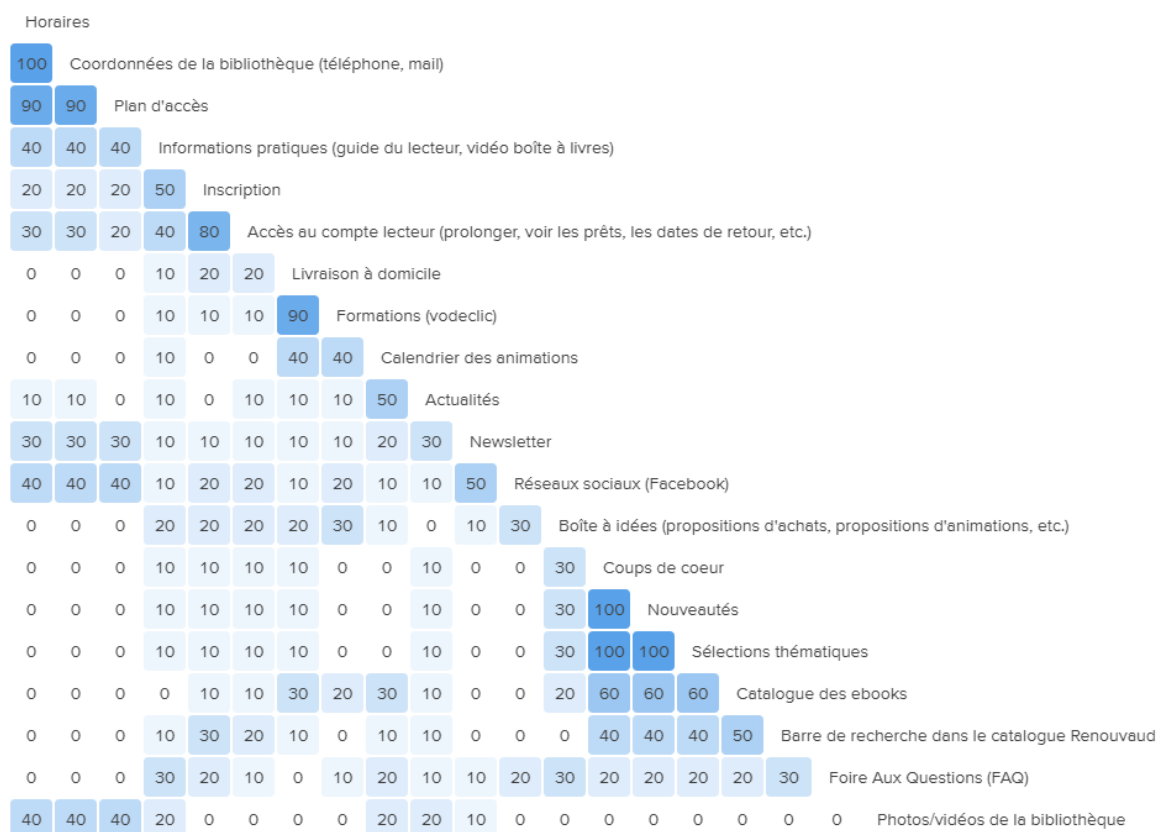 Horaires
100 Coordonnées de la bibliothèque (téléphone, mail)
90 90 Plan d'accès
40 40 40 Informations pratiques (guide du lecteur, vidéo boîte à livres)
20 20 20 50 Inscription
30 30 20 40 80 Accès au compte lecteur (prolonger, voir les prêts, les dates de retour, etc.)
0 0 0 10 20 20 Livraison à domicile
0 0 0 10 10 10 90 Formations (vodeclic)
0 0 0 10 0 0 40 40 Calendrier des animations
10 10 0 10 0 10 10 10 50 Actualités
30 30 30 10 10 10 10 10 20 30 Newsletter
40 40 40 10 20 20 10 20 10 10 50 Réseaux sociaux (Facebook)
0 0 0 20 20 20 20 30 10 0 10 30 Boîte à idées (propositions d'achats, propositions d'animations, etc.)
0 0 0 10 10 10 10 0 0 10 0 0 30 Coups de coeur
0 0 0 10 10 10 10 0 0 10 0 0 30 100 Nouveautés
0 0 0 10 10 10 10 0 0 10 0 0 30 100 100 Sélections thématiques
0 0 0 0 10 10 30 20 30 10 0 0 20 60 60 60 Catalogue des ebooks
0 0 0 10 30 20 10 0 10 10 0 0 0 40 40 40 50 Barre de recherche dans le catalogue Renouvaud
0 0 0 30 20 10 0 10 20 10 10 20 30 20 20 20 20 30 Foire Aux Questions (FAQ)
40 40 40 20 0 0 0 0 20 20 10 0 0 0 0 0 0 0 0 Photos/vidéos de la bibliothèque